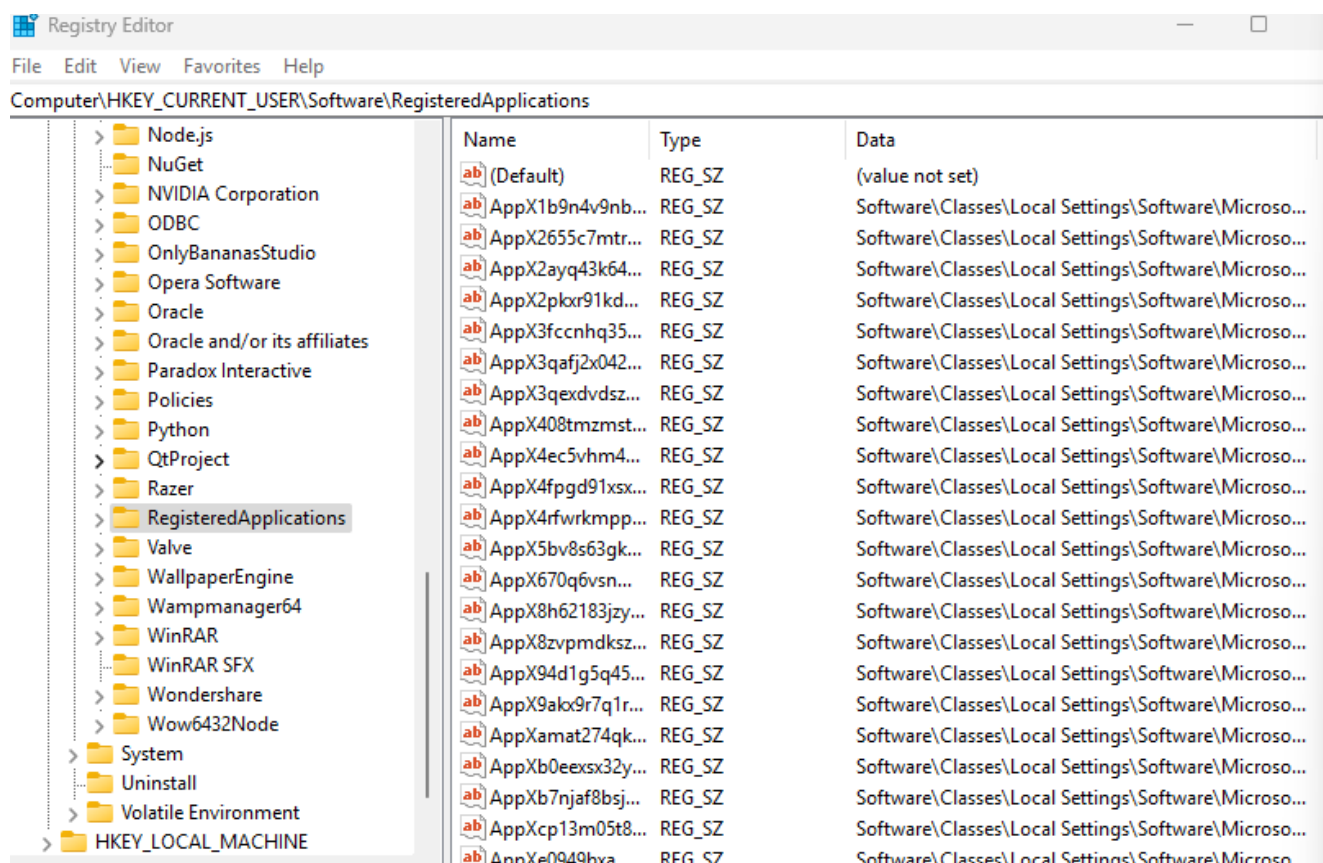 Registry Editor
File Edit View Favorites Help
Computer\HKEY_CURRENT_USER\Software\RegisteredApplications
Node.js
NuGet
NVIDIA Corporation
ODBC
OnlyBananasStudio
Opera Software
Oracle
Oracle and/or its affiliates
Paradox Interactive
Policies
Python
QtProject
Razer
RegisteredApplications
Valve
WallpaperEngine
Wampmanager64
WinRAR
WinRAR SFX
Wondershare
Wow6432Node
System
Uninstall
Volatile Environment
HKEY_LOCAL_MACHINE
Name Type Data
(Default) REG_SZ (value not set)
AppX1b9n4v9nb... REG_SZ Software\Classes\Local Settings\Software\Microso...
AppX2655c7mtr... REG_SZ Software\Classes\Local Settings\Software\Microso...
AppX2ayq43k64... REG_SZ Software\Classes\Local Settings\Software\Microso...
AppX2pkxr91kd... REG_SZ Software\Classes\Local Settings\Software\Microso...
AppX3fccnhq35... REG_SZ Software\Classes\Local Settings\Software\Microso...
AppX3qafj2x042... REG_SZ Software\Classes\Local Settings\Software\Microso...
AppX3qexdvdsz... REG_SZ Software\Classes\Local Settings\Software\Microso...
AppX408tmzmst... REG_SZ Software\Classes\Local Settings\Software\Microso...
AppX4ec5vhm4... REG_SZ Software\Classes\Local Settings\Software\Microso...
AppX4fpgd91xsx... REG_SZ Software\Classes\Local Settings\Software\Microso...
AppX4rfwrkmpp... REG_SZ Software\Classes\Local Settings\Software\Microso...
AppX5bv8s63gk... REG_SZ Software\Classes\Local Settings\Software\Microso...
AppX670q6vsn... REG_SZ Software\Classes\Local Settings\Software\Microso...
AppX8h62183jzy... REG_SZ Software\Classes\Local Settings\Software\Microso...
AppX8zvpmdksz... REG_SZ Software\Classes\Local Settings\Software\Microso...
AppX94d1g5q45... REG_SZ Software\Classes\Local Settings\Software\Microso...
AppX9akx9r7q1r... REG_SZ Software\Classes\Local Settings\Software\Microso...
AppXamat274qk... REG_SZ Software\Classes\Local Settings\Software\Microso...
AppXb0eexsx32y... REG_SZ Software\Classes\Local Settings\Software\Microso...
AppXb7njaf8bsj... REG_SZ Software\Classes\Local Settings\Software\Microso...
AppXcp13m05t8... REG_SZ Software\Classes\Local Settings\Software\Microso...
REG_SZ Software\Classes\Local Settings\Software\Microso...